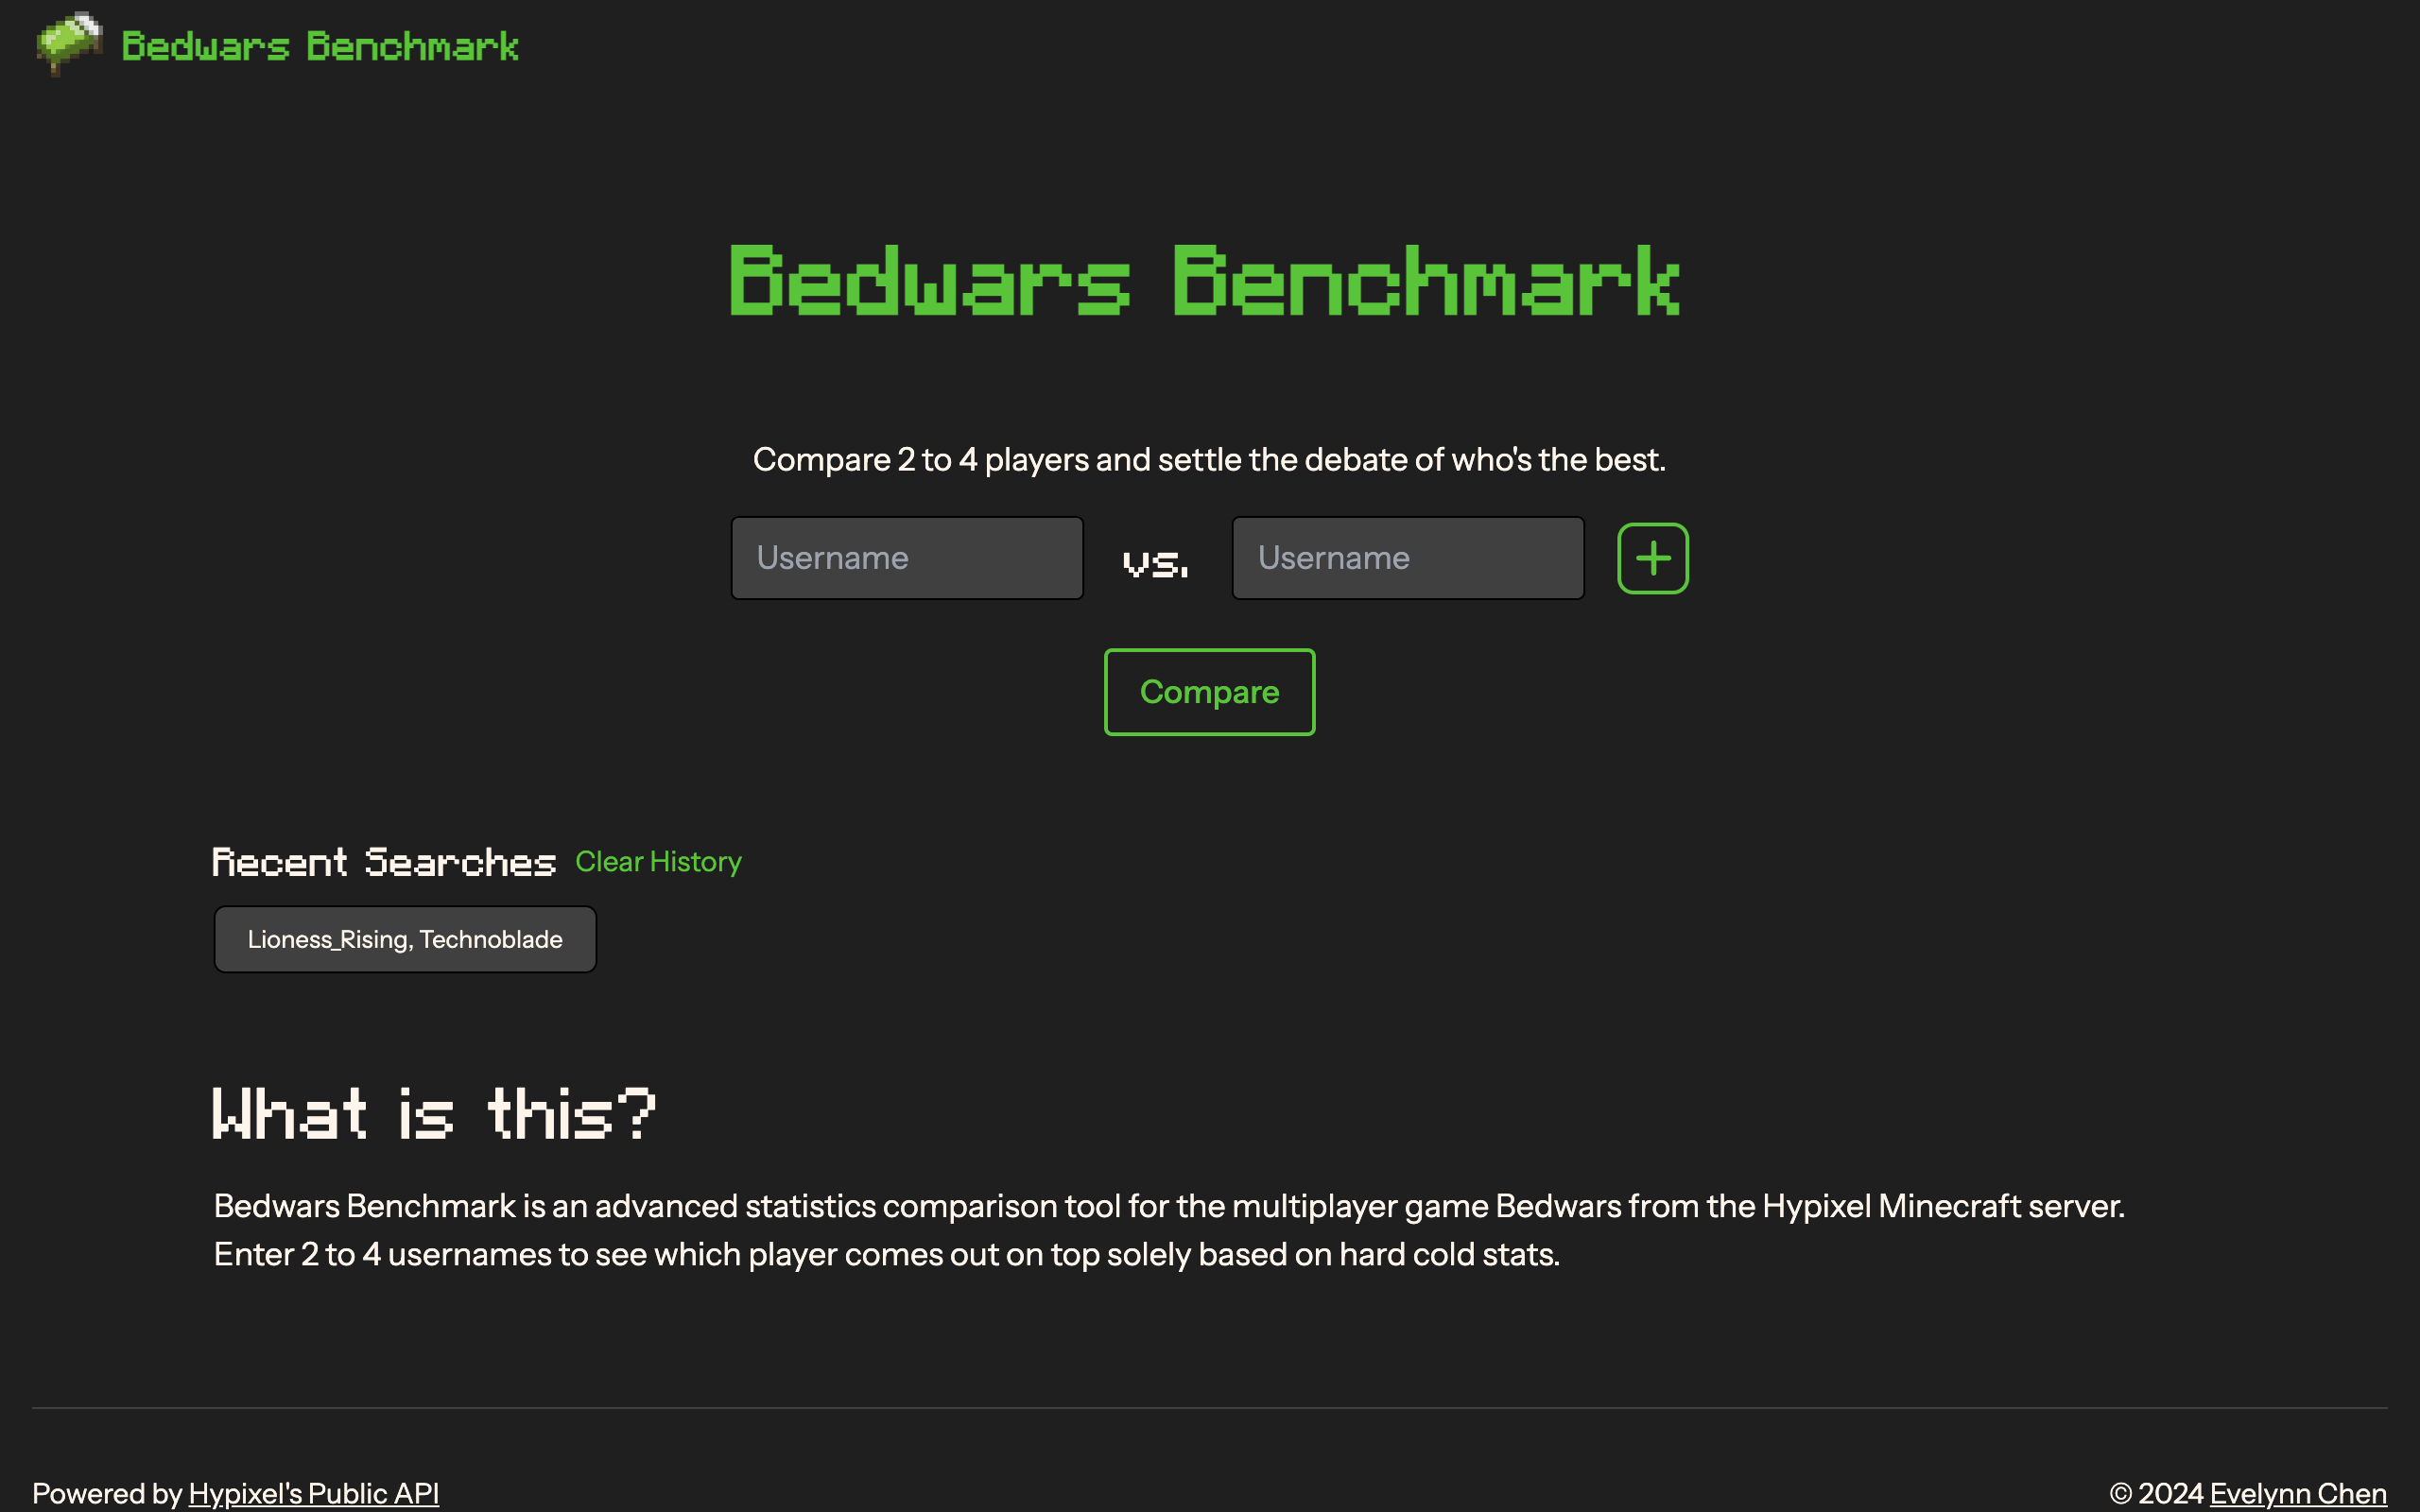 Bedwars Benchmark
Bedwars Benchmark
Compare 2 to 4 players and settle the debate of who's the best.
Username vs. Username
Compare
Recent Searches Clear History
Lioness_Rising, Technoblade
What is this?
Bedwars Benchmark is an advanced statistics comparison tool for the multiplayer game Bedwars from the Hypixel Minecraft server.
Enter 2 to 4 usernames to see which player comes out on top solely based on hard cold stats.
Powered by Hypixel's Public API © 2024 Evelynn Chen